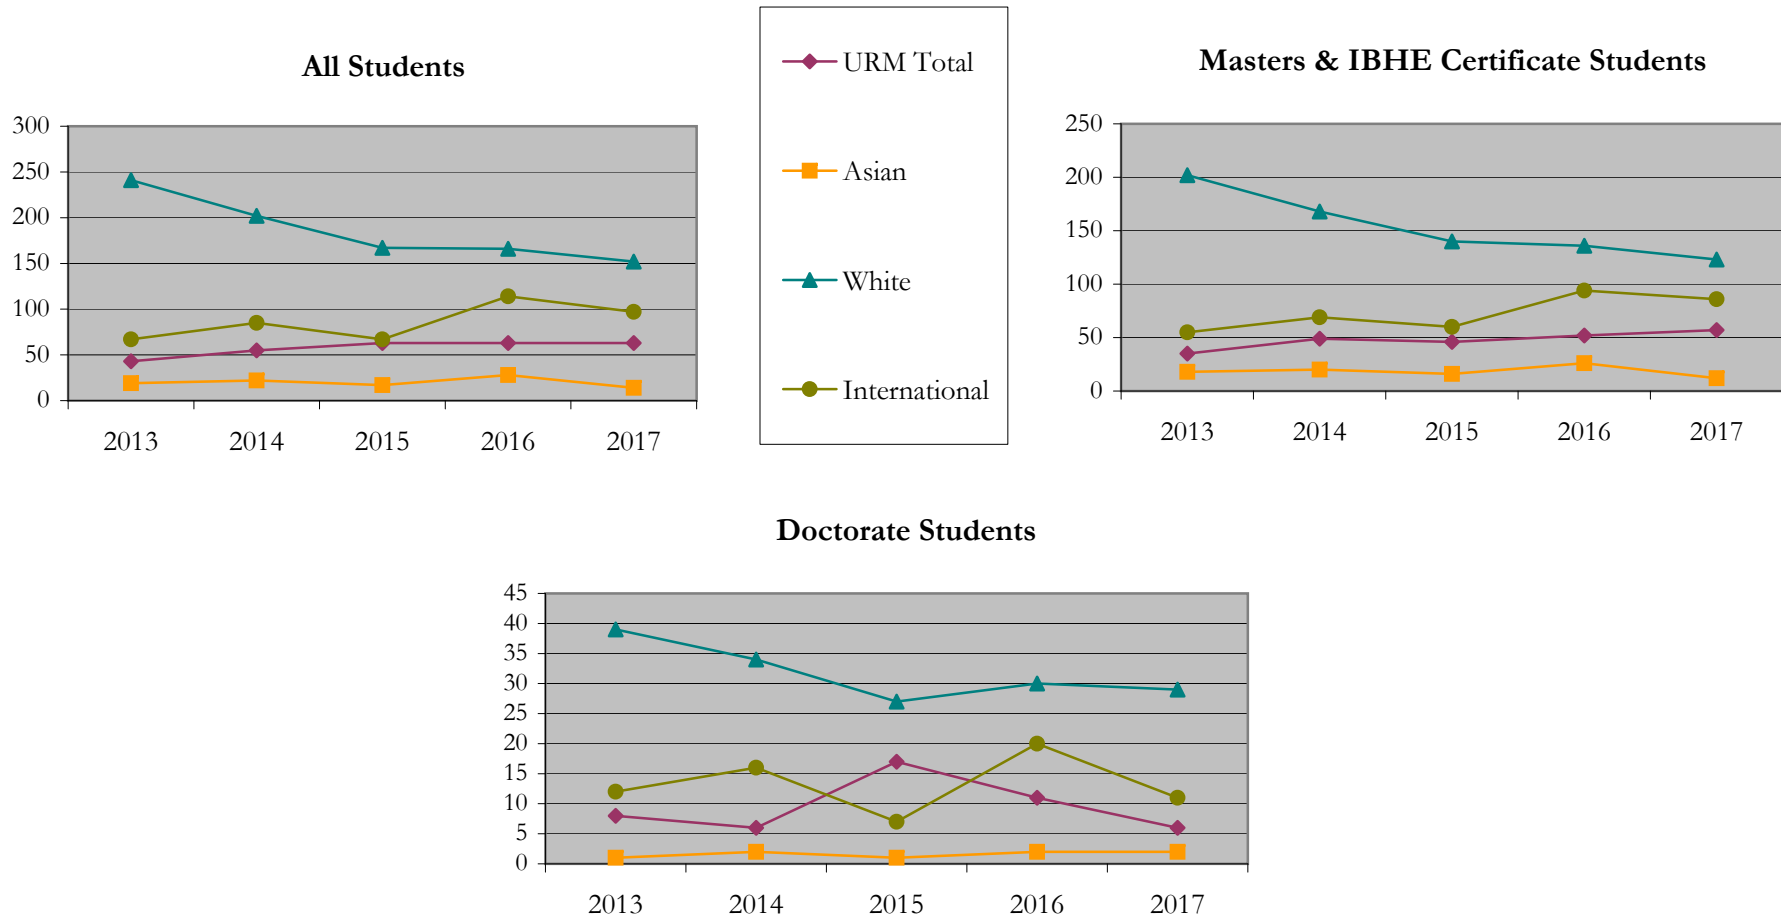 All Students
300
250
200
150
100
50
0
2013 2014 2015 2016 2017
URM Total
Asian
White
International
Masters & IBHE Certificate Students
250
200
150
100
50
0
2013 2014 2015 2016 2017
Doctorate Students
45
40
35
30
25
20
15
10
5
0
2013 2014 2015 2016 2017